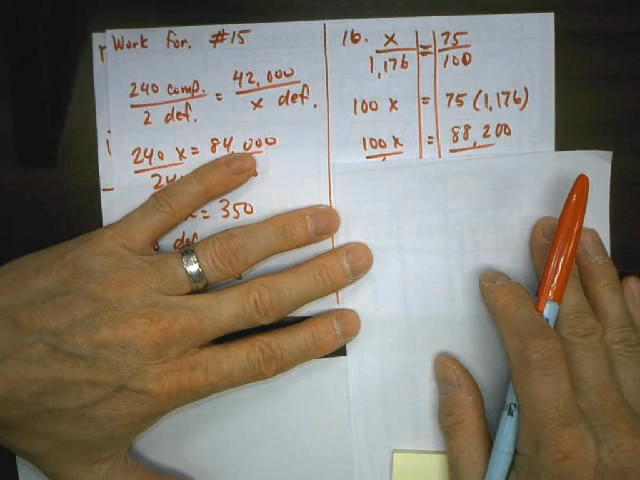 Work for. #15
240 comp. / 2 def. = 42,000 / x def.
240 x = 84,000
= 350
def.
16. x / 1,176 = 75 / 100
100 x = 75 (1,176)
100 x = 88,200